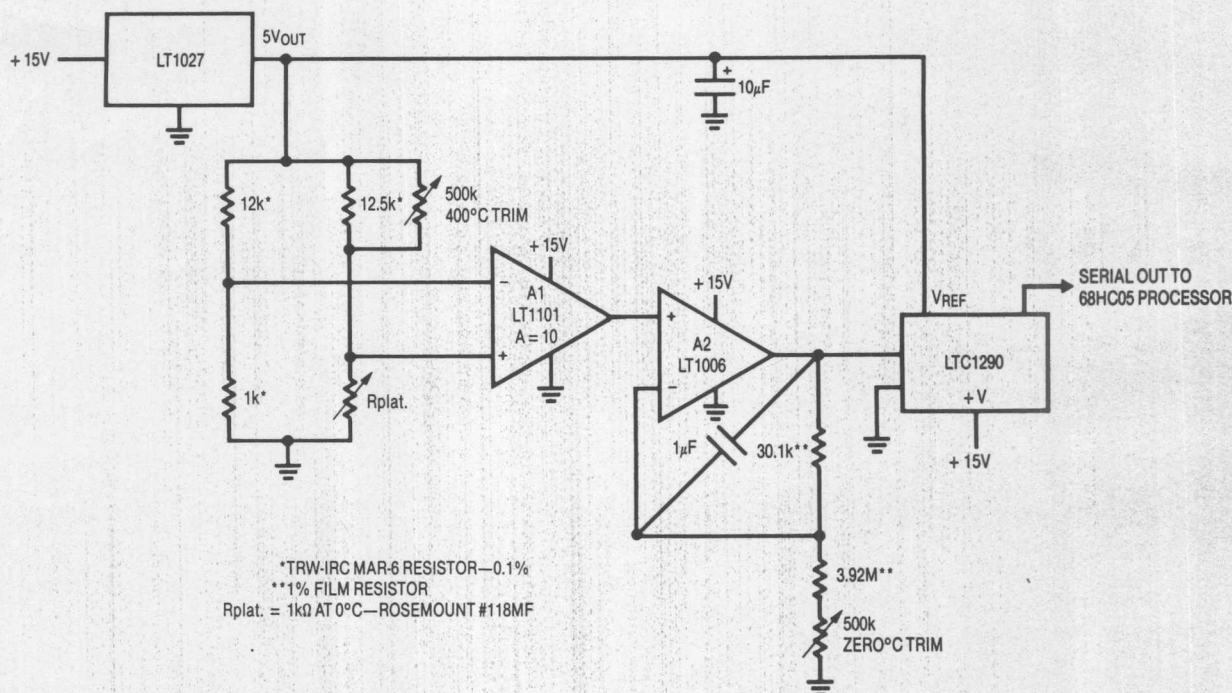 + 15V
LT1027
5VOUT
+
10µF
12k*
12.5k*
500k
400°C TRIM
1k*
Rplat.
+ 15V
−
A1
LT1101
A = 10
+
+ 15V
+
A2
LT1006
−
1µF
30.1k**
3.92M**
500k
ZERO°C TRIM
VREF
LTC1290
+V
+ 15V
SERIAL OUT TO
68HC05 PROCESSOR
*TRW-IRC MAR-6 RESISTOR—0.1%
**1% FILM RESISTOR
Rplat. = 1kΩ AT 0°C—ROSEMOUNT #118MF